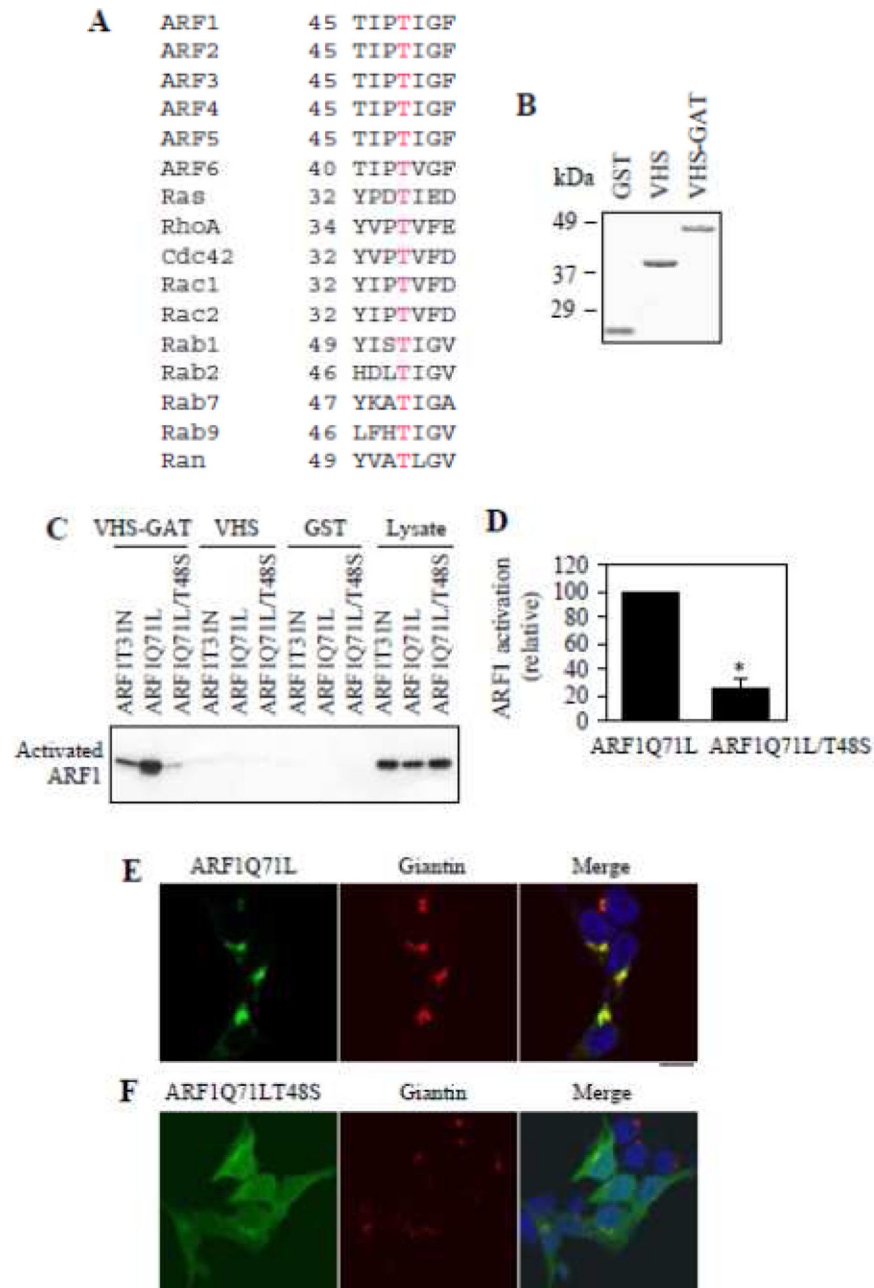 A
ARF1 45 TIPTIGF
ARF2 45 TIPTIGF
ARF3 45 TIPTIGF
ARF4 45 TIPTIGF
ARF5 45 TIPTIGF
ARF6 40 TIPTVGF
Ras 32 YPDTIED
RhoA 34 YVPTVFE
Cdc42 32 YVPTVFD
Rac1 32 YIPTVFD
Rac2 32 YIPTVFD
Rab1 49 YISTIGV
Rab2 46 HDLTIGV
Rab7 47 YKATIGA
Rab9 46 LFHTIGV
Ran 49 YVATLGV
B
kDa
GST
VHS
VHS-GAT
49
37
29
C
VHS-GAT VHS GST Lysate
ARF1T31N
ARF1Q71L
ARF1Q71L/T48S
ARF1T31N
ARF1Q71L
ARF1Q71L/T48S
ARF1T31N
ARF1Q71L
ARF1Q71L/T48S
ARF1T31N
ARF1Q71L
ARF1Q71L/T48S
Activated
ARF1
D
ARF1 activation
(relative)
120
100
80
60
40
20
0
*
ARF1Q71L ARF1Q71L/T48S
E
ARF1Q71L Giantin Merge
F
ARF1Q71LT48S Giantin Merge